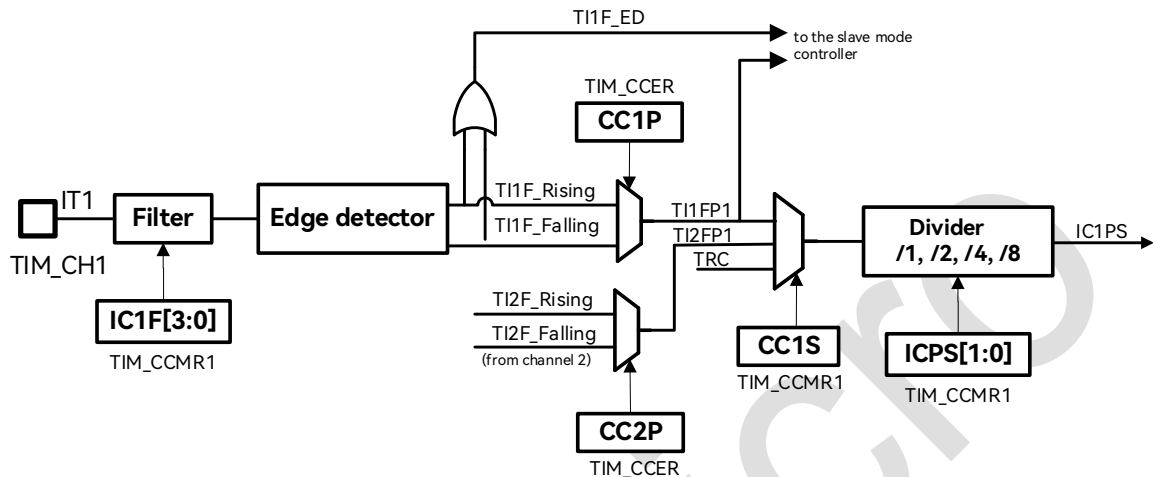 TI1F_ED
to the slave mode
controller
TIM_CCER
CC1P
IT1
TI1F_Rising
Filter
Edge detector
TI1F_Falling
TI1FP1
TI2FP1
TRC
Divider
/1, /2, /4, /8
IC1PS
TIM_CH1
IC1F[3:0]
TIM_CCMR1
TI2F_Rising
TI2F_Falling
(from channel 2)
CC1S
TIM_CCMR1
ICPS[1:0]
TIM_CCMR1
CC2P
TIM_CCER
cro